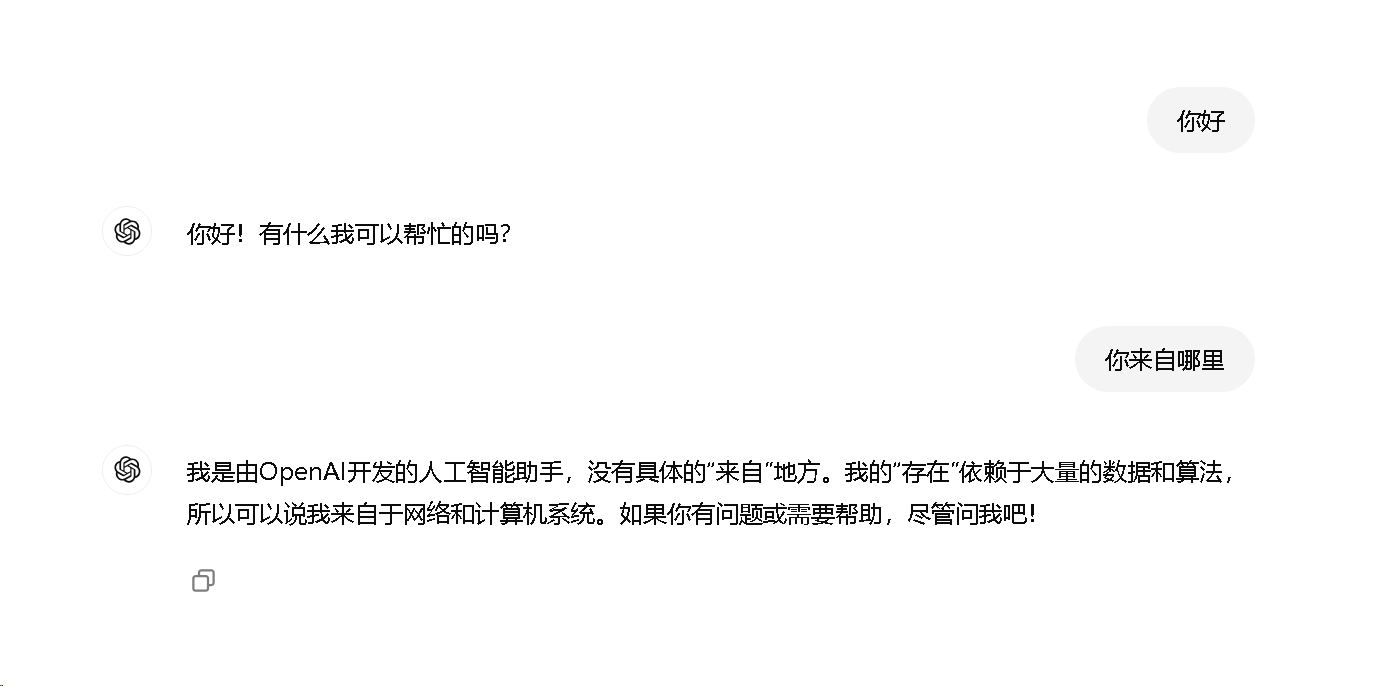 你好
你好！有什么我可以帮忙的吗？
你来自哪里
我是由OpenAI开发的人工智能助手，没有具体的“来自”地方。我的“存在”依赖于大量的数据和算法，
所以可以说我来自于网络和计算机系统。如果你有问题或需要帮助，尽管问我吧！